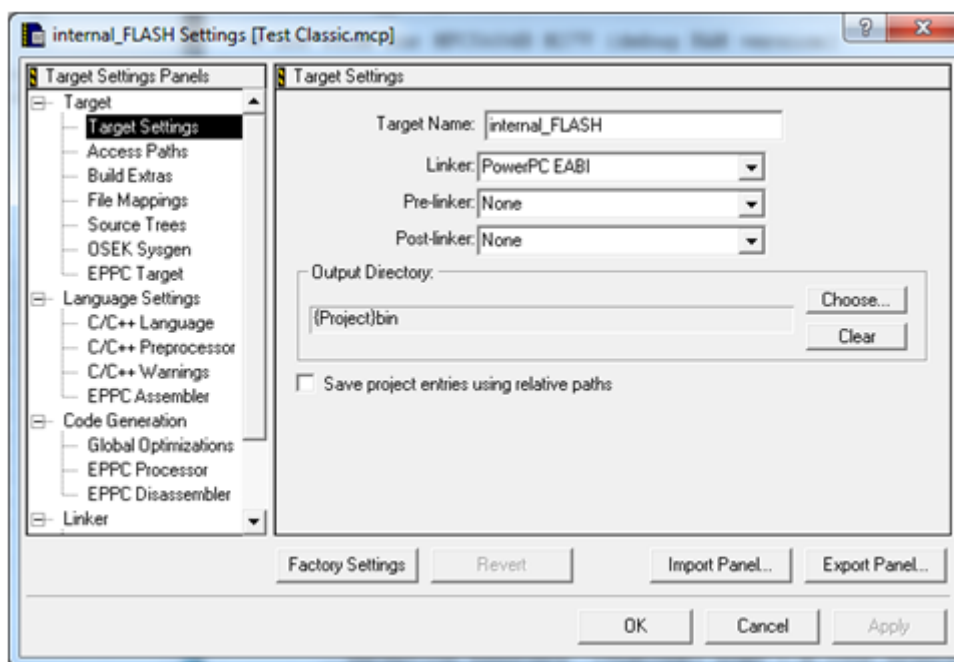 internal_FLASH Settings [Test Classic.mcp]
Target Settings Panels
Target
Target Settings
Access Paths
Build Extras
File Mappings
Source Trees
OSEK Sysgen
EPPC Target
Language Settings
C/C++ Language
C/C++ Preprocessor
C/C++ Warnings
EPPC Assembler
Code Generation
Global Optimizations
EPPC Processor
EPPC Disassembler
Linker
Target Settings
Target Name: internal_FLASH
Linker: PowerPC EABI
Pre-linker: None
Post-linker: None
Output Directory:
{Project}bin
Choose...
Clear
Save project entries using relative paths
Factory Settings Revert Import Panel... Export Panel...
OK Cancel Apply